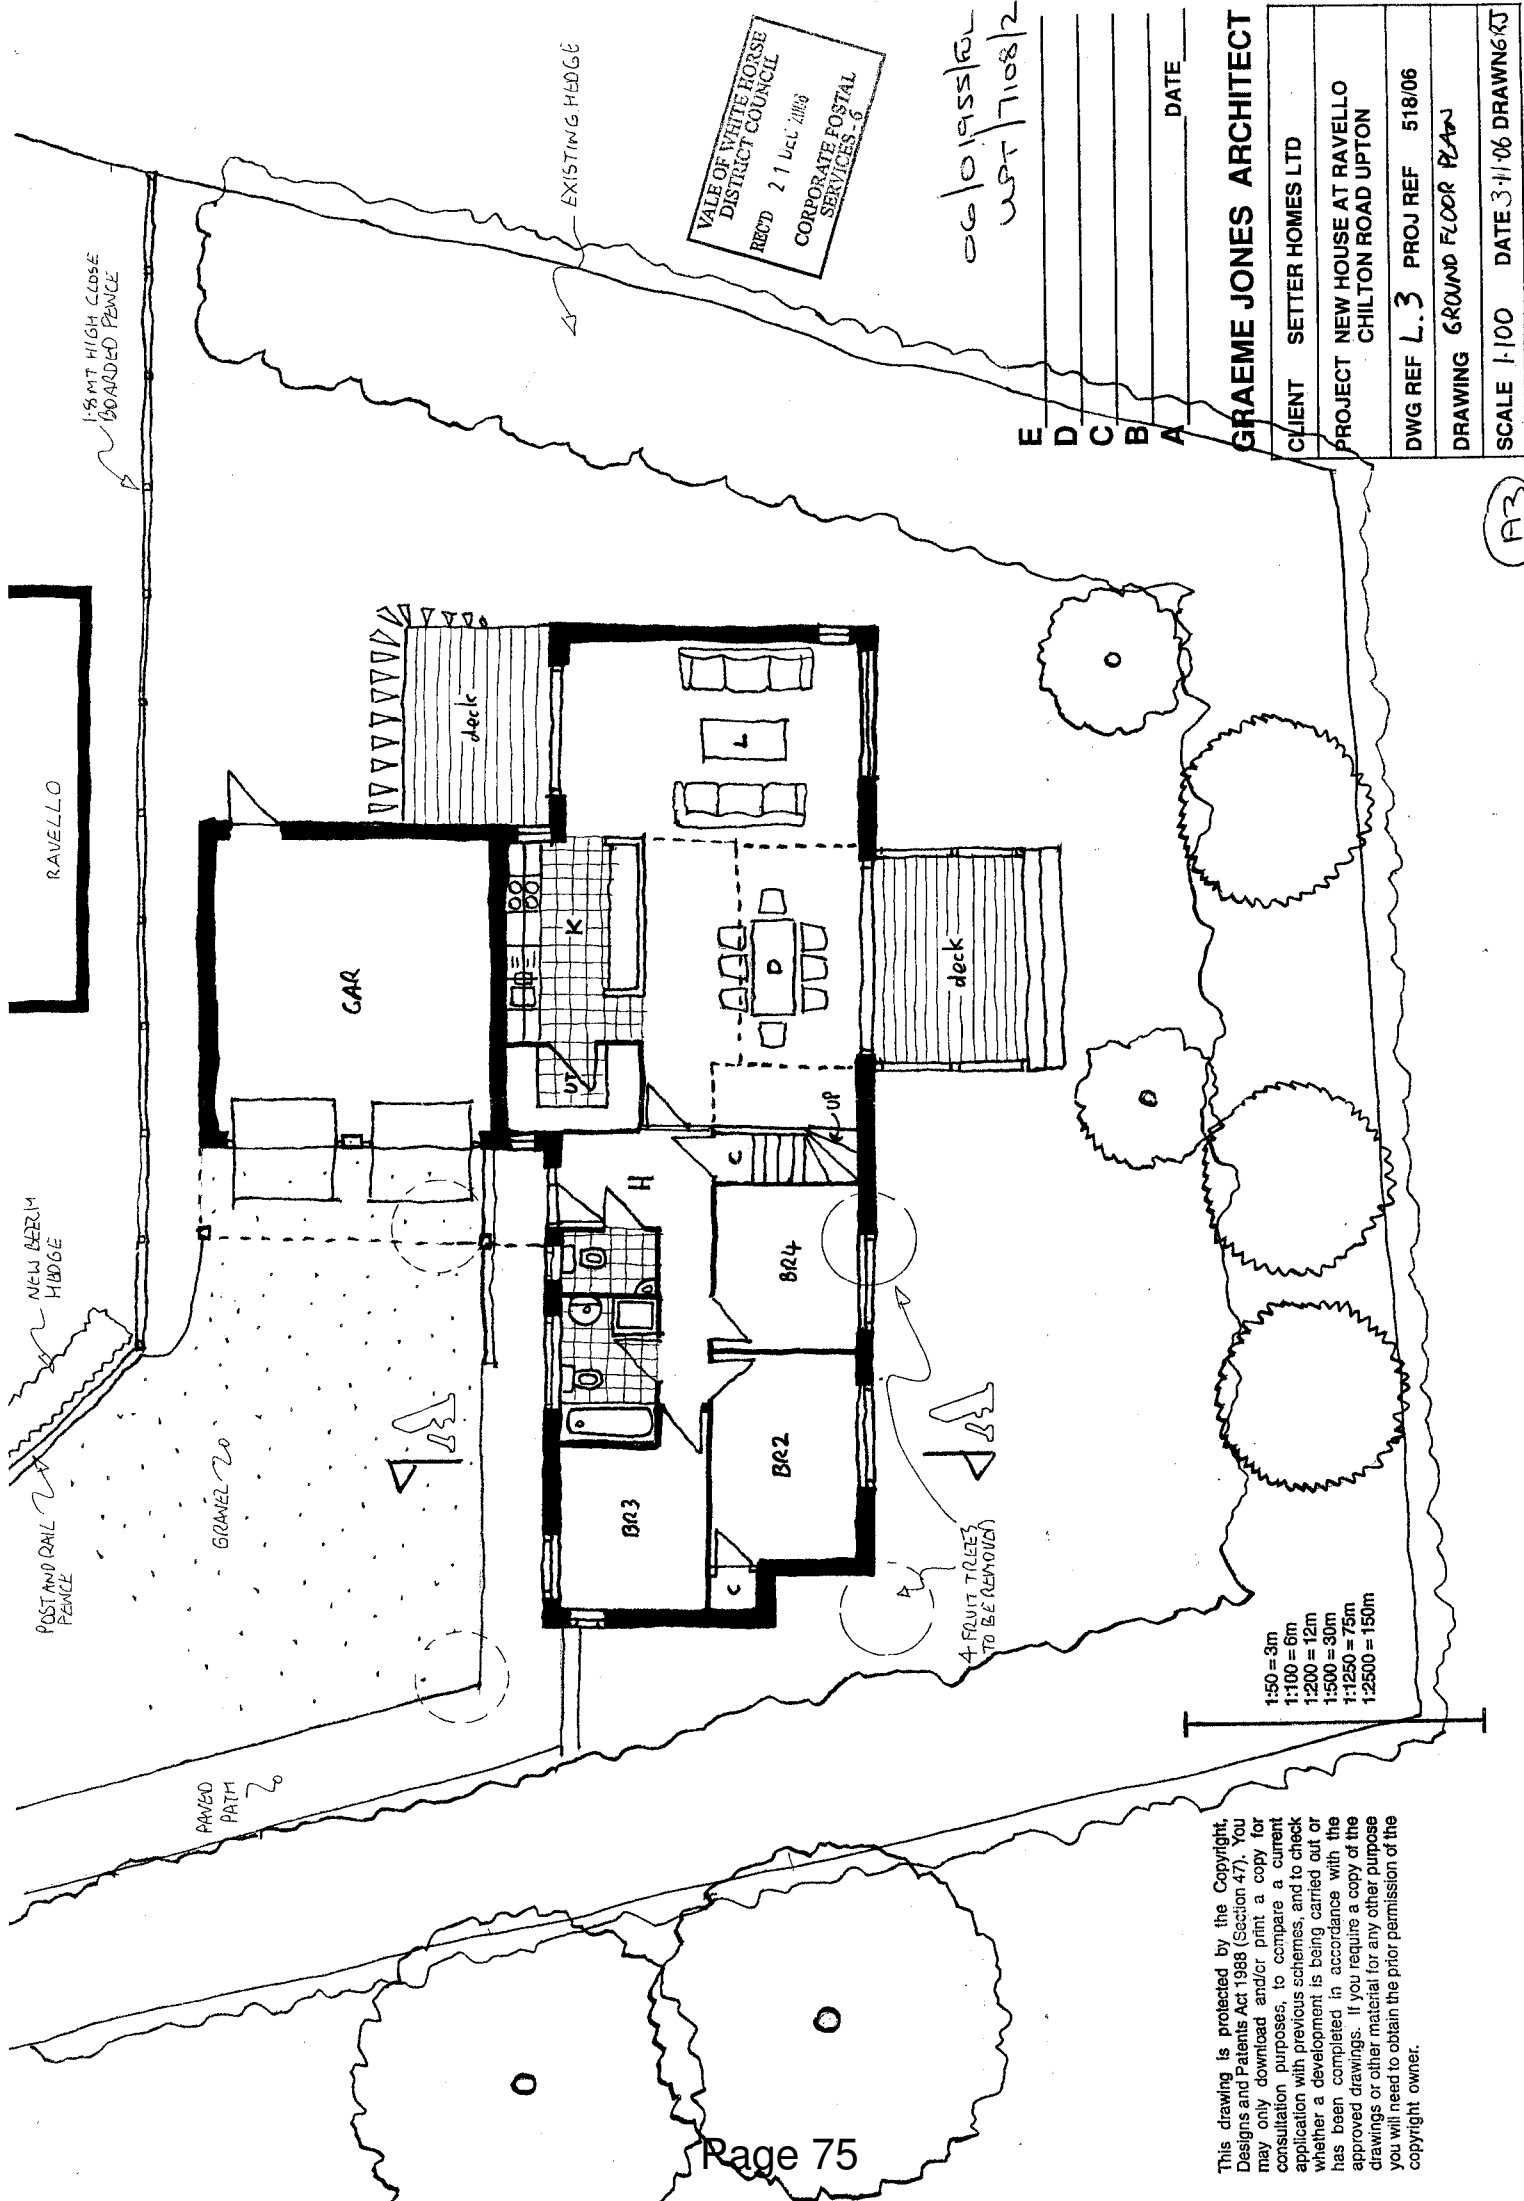 1.8MT HIGH CLOSE
BOARDED FENCE
EXISTING HEDGE
RAVELLO
NEW BEECH
HEDGE
POST AND RAIL
FENCE
GRAVEL
PAVED
PATH
GAR
deck
K
UT
L
D
deck
H
C
UP
BR4
BR3
BR2
C
A
A
4 FRUIT TREES
TO BE REMOVED
VALE OF WHITE HORSE
DISTRICT COUNCIL
REC'D 21 DEC 2006
CORPORATE POSTAL
SERVICES - 6
06/01955/FUL
UPT/7108/2
E
D
C
B
A DATE
GRAEME JONES ARCHITECT
CLIENT SETTER HOMES LTD
PROJECT NEW HOUSE AT RAVELLO
CHILTON ROAD UPTON
DWG REF L.3 PROJ REF 518/06
DRAWING GROUND FLOOR PLAN
SCALE 1·100 DATE 3·11·06 DRAWN GRJ
A3
1:50 = 3m
1:100 = 6m
1:200 = 12m
1:500 = 30m
1:1250 = 75m
1:2500 = 150m
This drawing is protected by the Copyright,
Designs and Patents Act 1988 (Section 47). You
may only download and/or print a copy for
consultation purposes, to compare a current
application with previous schemes, and to check
whether a development is being carried out or
has been completed in accordance with the
approved drawings. If you require a copy of the
drawings or other material for any other purpose
you will need to obtain the prior permission of the
copyright owner.
Page 75